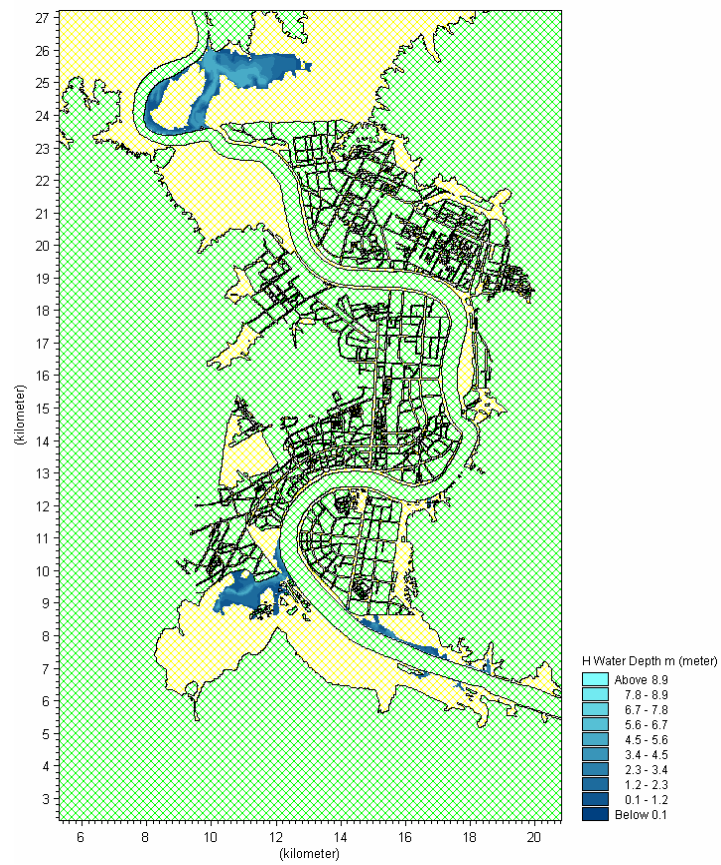 27
26
25
24
23
22
21
20
19
18
17
16
15
14
13
12
11
10
9
8
7
6
5
4
3
(kilometer)
6 8 10 12 14 16 18 20
(kilometer)
H Water Depth m (meter)
Above 8.9
7.8 - 8.9
6.7 - 7.8
5.6 - 6.7
4.5 - 5.6
3.4 - 4.5
2.3 - 3.4
1.2 - 2.3
0.1 - 1.2
Below 0.1